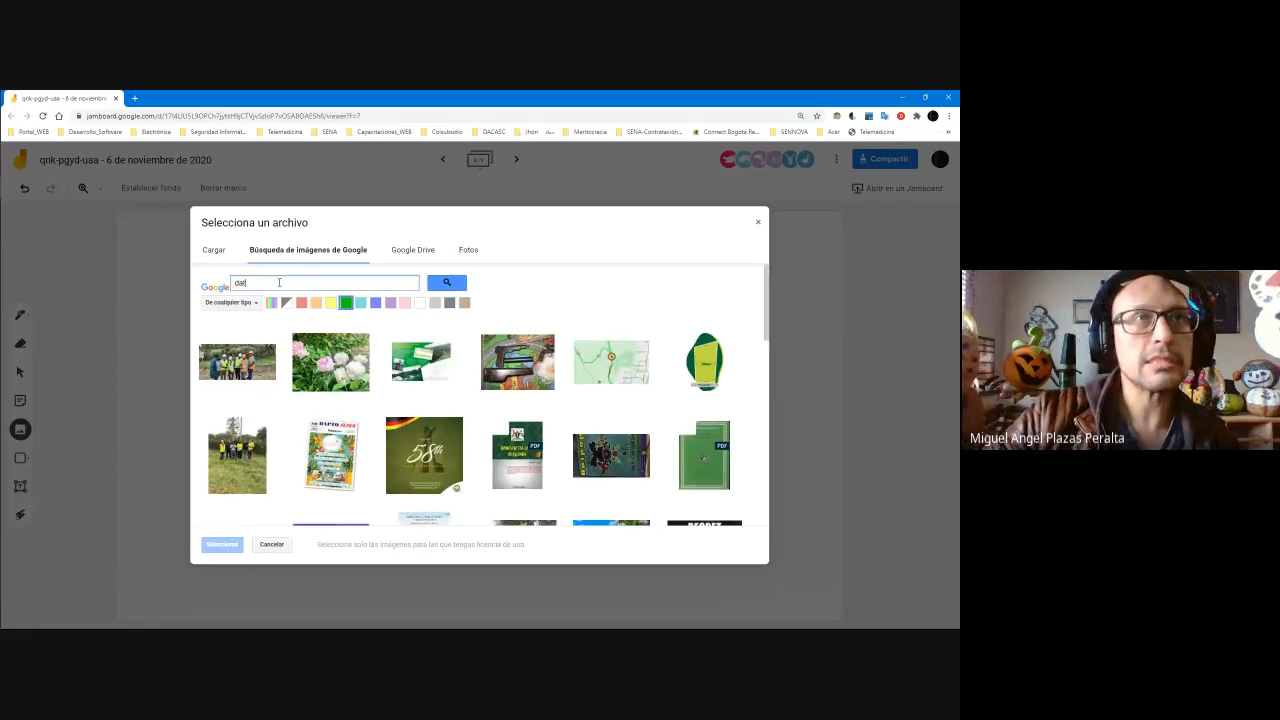 qnk-pgyd-uaa - 6 de noviembre
jamboard.google.com/d/17l4UU5L9OPCh7jytsH9jCTVjvSzloP7vOSABOAE5h8/viewer?f=7
Portal_WEB
Desarrollo_Software
Electrónica
Seguridad Informát...
Telemedicina
SENA
Capacitaciónes_WEB
Colsubsidio
DACASC
Jhon
Meritocracia
SENA-Contratación...
Connect Bogotá Re...
SENNOVA
Acer
Telemedicina
qnk-pgyd-uaa - 6 de noviembre de 2020
Compartir
Establecer fondo
Borrar marco
Abrir en un Jamboard
Selecciona un archivo
Cargar
Búsqueda de imágenes de Google
Google Drive
Fotos
Google
dat
De cualquier tipo
58th
PDF
PDF
Seleccionar
Cancelar
Selecciona solo las imágenes para las que tengas licencia de uso.
Miguel Angel Plazas Peralta